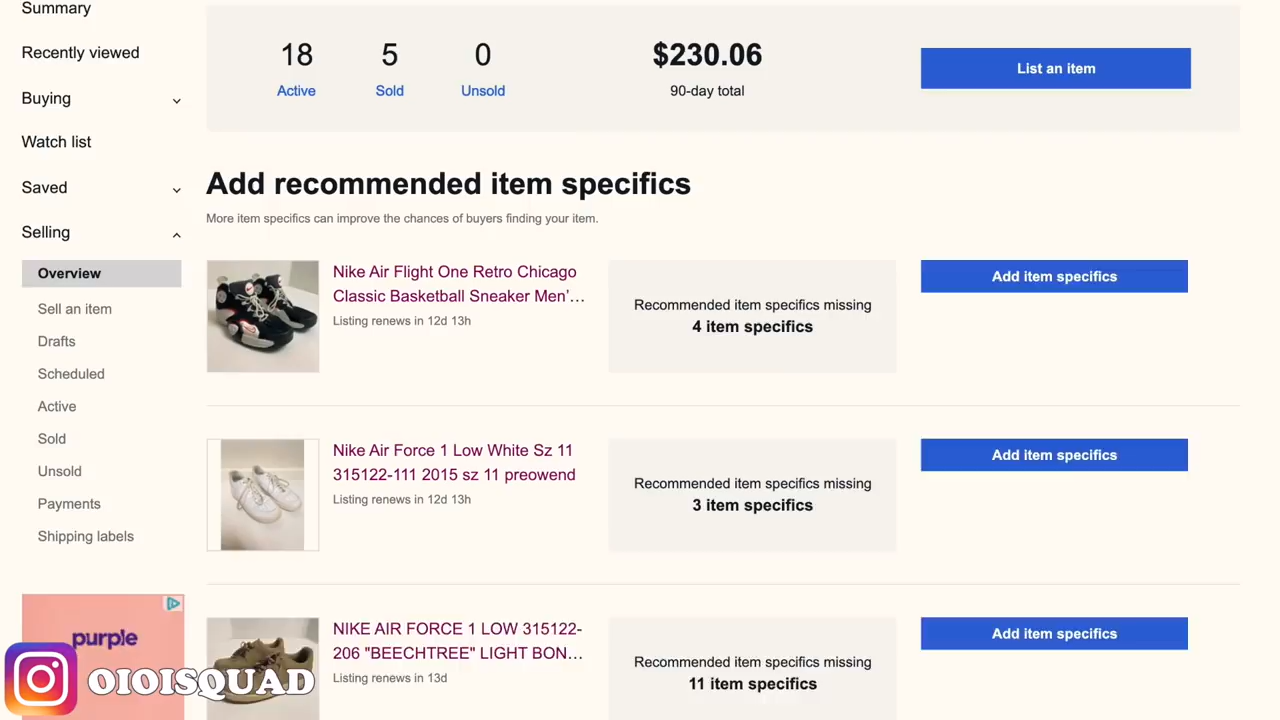 Summary
Recently viewed
Buying
Watch list
Saved
Selling
Overview
Sell an item
Drafts
Scheduled
Active
Sold
Unsold
Payments
Shipping labels
purple
OIOISQUAD
18
Active
5
Sold
0
Unsold
$230.06
90-day total
List an item
Add recommended item specifics
More item specifics can improve the chances of buyers finding your item.
Nike Air Flight One Retro Chicago
Classic Basketball Sneaker Men’…
Listing renews in 12d 13h
Recommended item specifics missing
4 item specifics
Add item specifics
Nike Air Force 1 Low White Sz 11
315122-111 2015 sz 11 preowend
Listing renews in 12d 13h
Recommended item specifics missing
3 item specifics
Add item specifics
NIKE AIR FORCE 1 LOW 315122-
206 "BEECHTREE" LIGHT BON…
Listing renews in 13d
Recommended item specifics missing
11 item specifics
Add item specifics